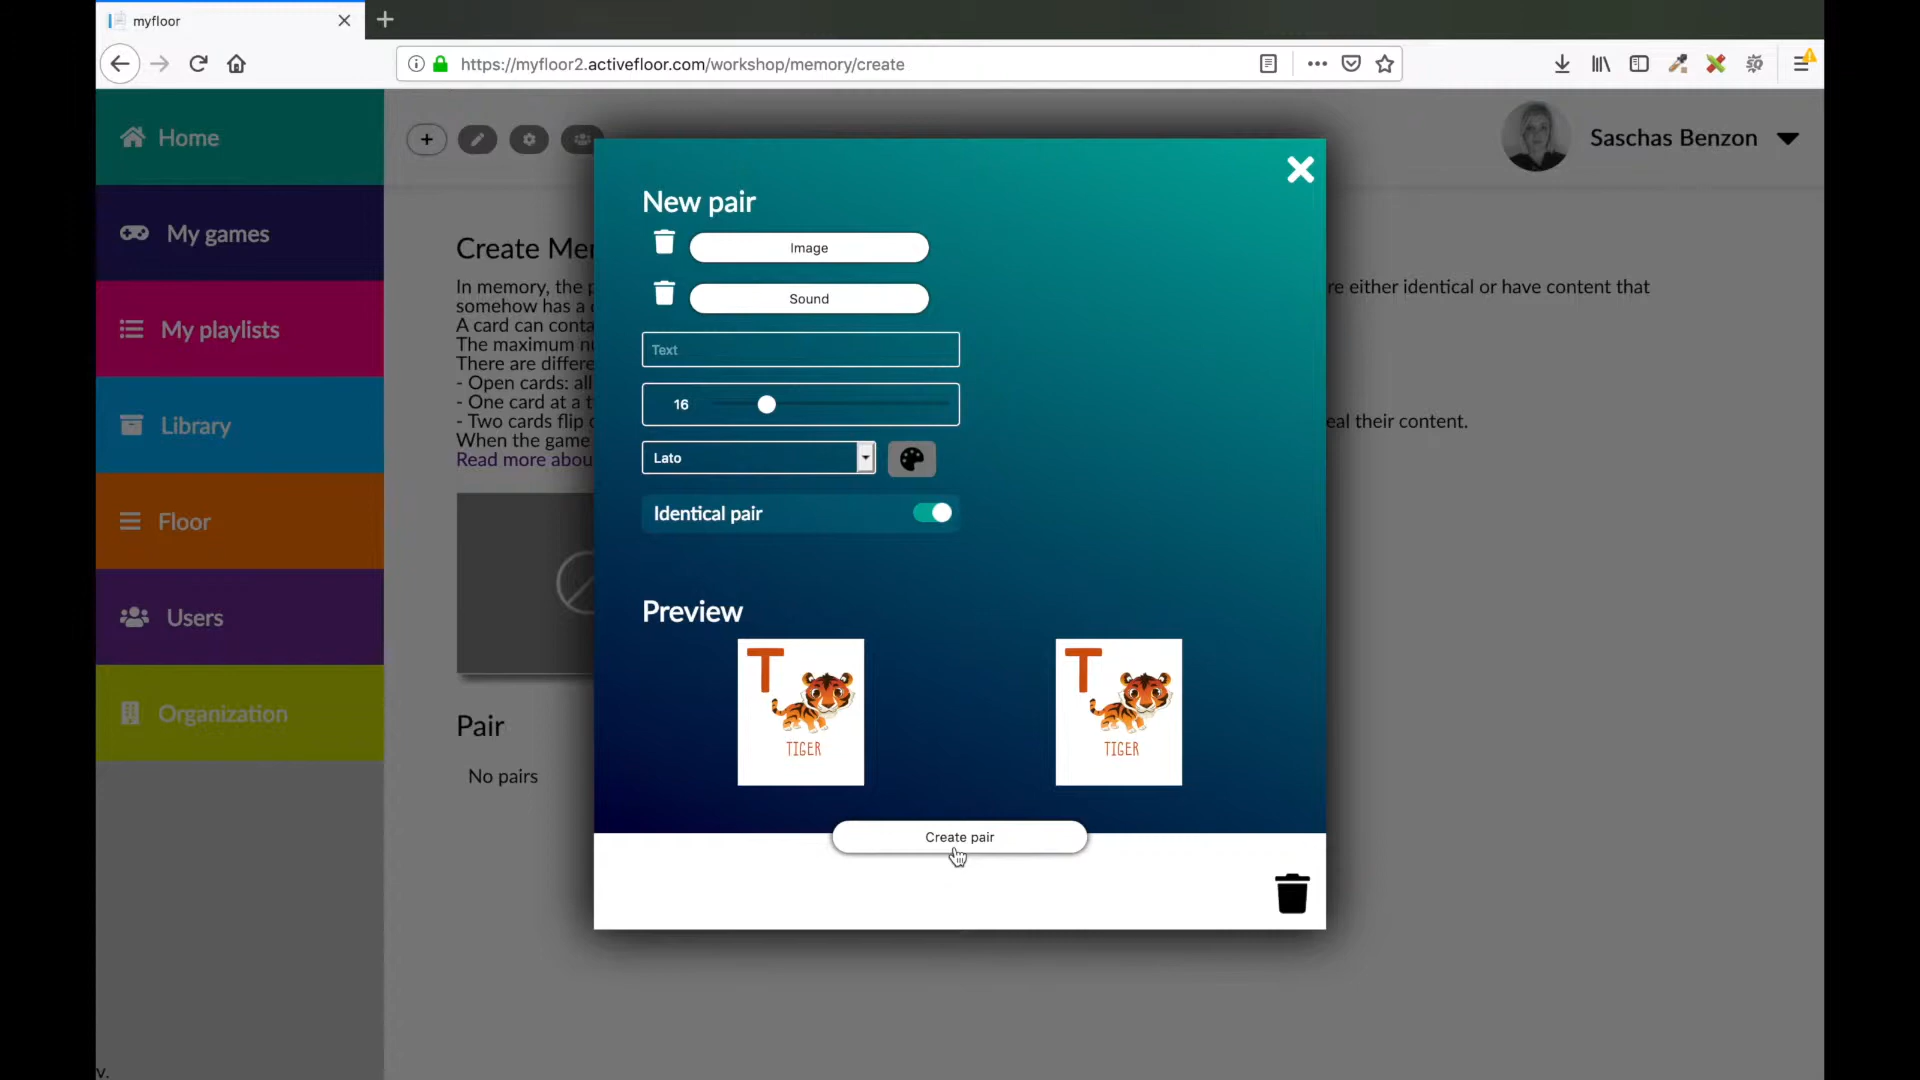 myfloor
https://myfloor2.activefloor.com/workshop/memory/create
Home
My games
My playlists
Library
Floor
Users
Organization
Saschas Benzon
Create Me
In memory, the p
re either identical or have content that
somehow has a
A card can conta
The maximum n
There are differe
- Open cards: all
- One card at a t
- Two cards flip
eal their content.
When the game
Read more abou
Pair
No pairs
New pair
Image
Sound
Text
16
Lato
Identical pair
Preview
T
TIGER
T
TIGER
Create pair
v.